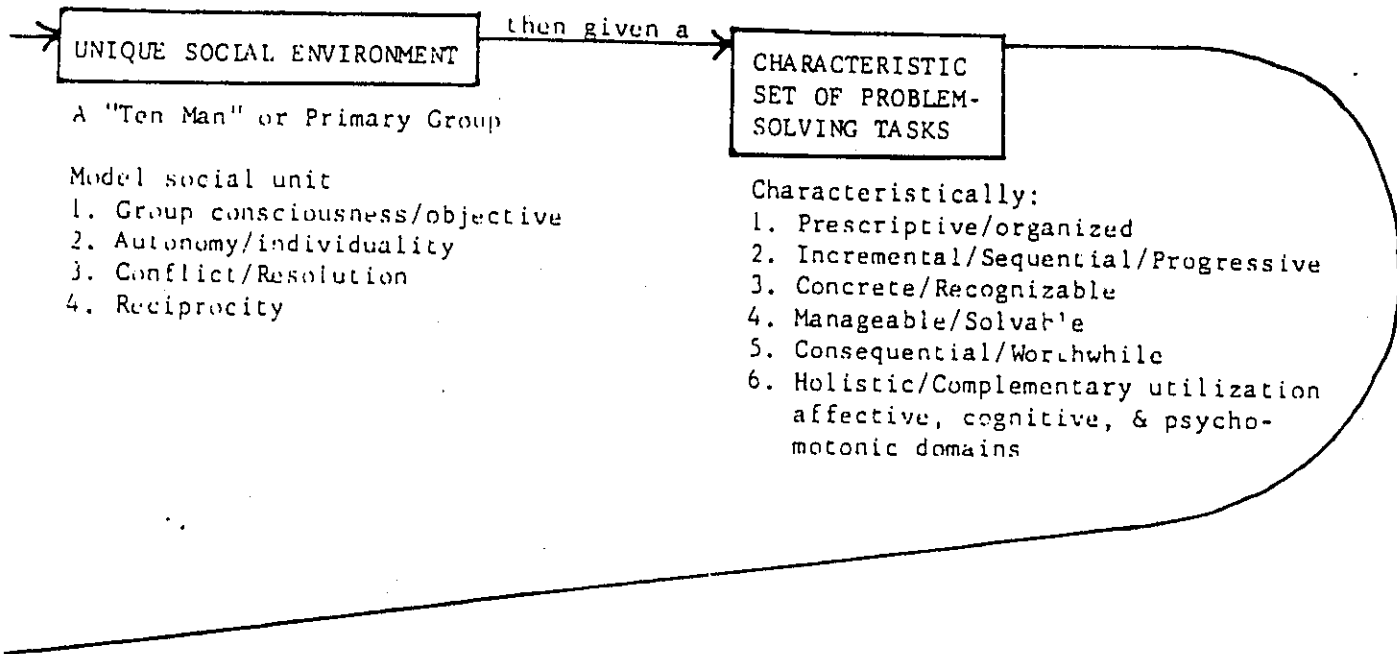 then given a
UNIQUE SOCIAL ENVIRONMENT
A "Ten Man" or Primary Group
Model social unit
1. Group consciousness/objective
2. Autonomy/individuality
3. Conflict/Resolution
4. Reciprocity
CHARACTERISTIC
SET OF PROBLEM-
SOLVING TASKS
Characteristically:
1. Prescriptive/organized
2. Incremental/Sequential/Progressive
3. Concrete/Recognizable
4. Manageable/Solvab'e
5. Consequential/Worthwhile
6. Holistic/Complementary utilization
affective, cognitive, & psycho-
motonic domains